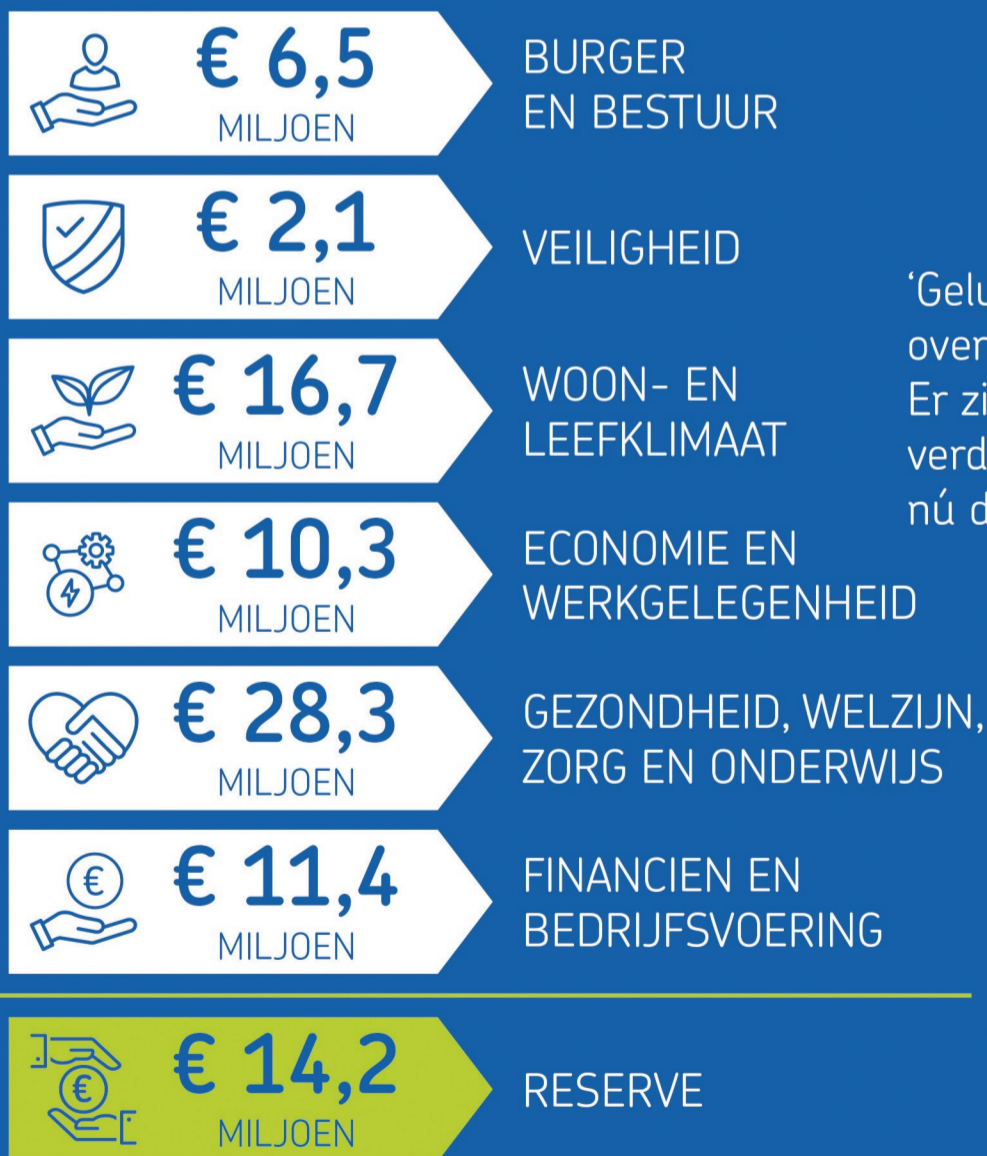 € 6,5
MILJOEN
BURGER
EN BESTUUR
€ 2,1
MILJOEN
VEILIGHEID
€ 16,7
MILJOEN
WOON- EN
LEEFKLIMAAT
€ 10,3
MILJOEN
ECONOMIE EN
WERKGELEGENHEID
€ 28,3
MILJOEN
GEZONDHEID, WELZIJN,
ZORG EN ONDERWIJS
€ 11,4
MILJOEN
FINANCIEN EN
BEDRIJFSVOERING
€ 14,2
MILJOEN
RESERVE
Er
nú